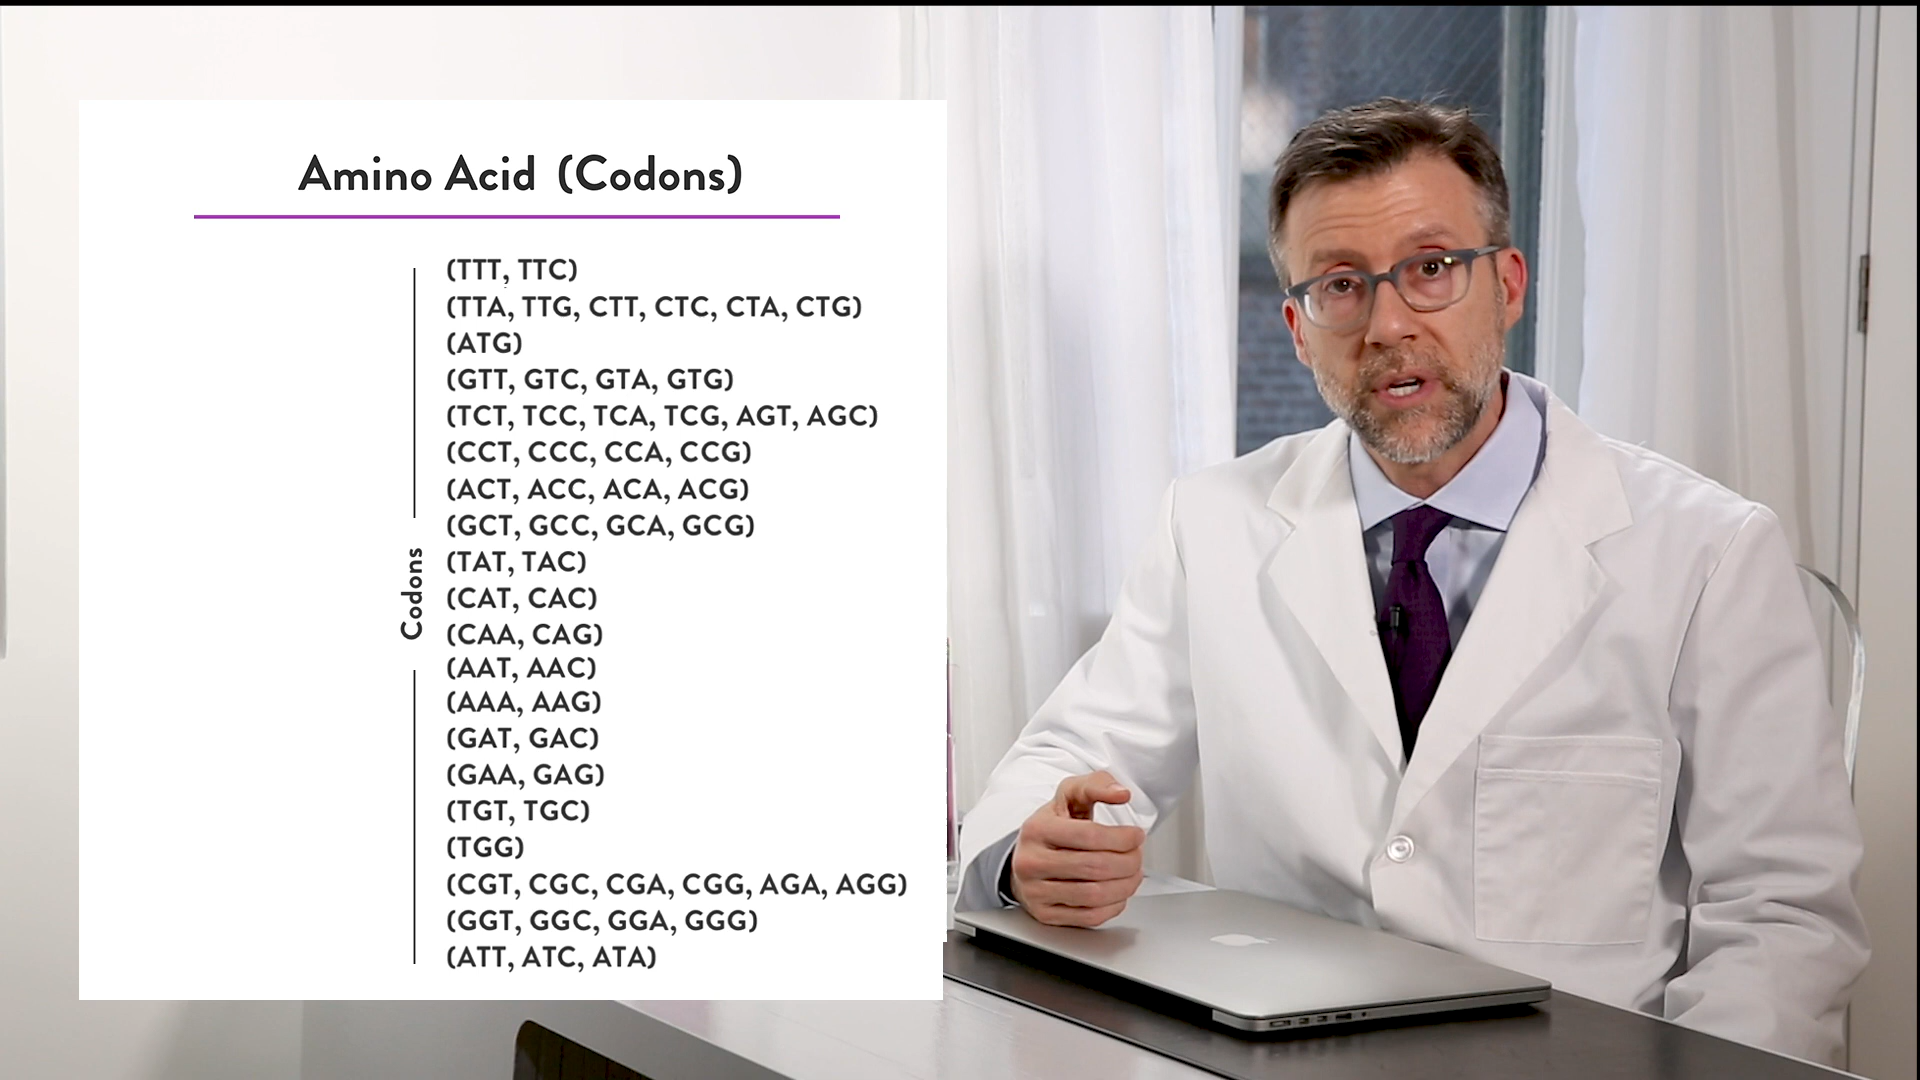 Amino Acid (Codons)
Codons
(TTT, TTC)
(TTA, TTG, CTT, CTC, CTA, CTG)
(ATG)
(GTT, GTC, GTA, GTG)
(TCT, TCC, TCA, TCG, AGT, AGC)
(CCT, CCC, CCA, CCG)
(ACT, ACC, ACA, ACG)
(GCT, GCC, GCA, GCG)
(TAT, TAC)
(CAT, CAC)
(CAA, CAG)
(AAT, AAC)
(AAA, AAG)
(GAT, GAC)
(GAA, GAG)
(TGT, TGC)
(TGG)
(CGT, CGC, CGA, CGG, AGA, AGG)
(GGT, GGC, GGA, GGG)
(ATT, ATC, ATA)